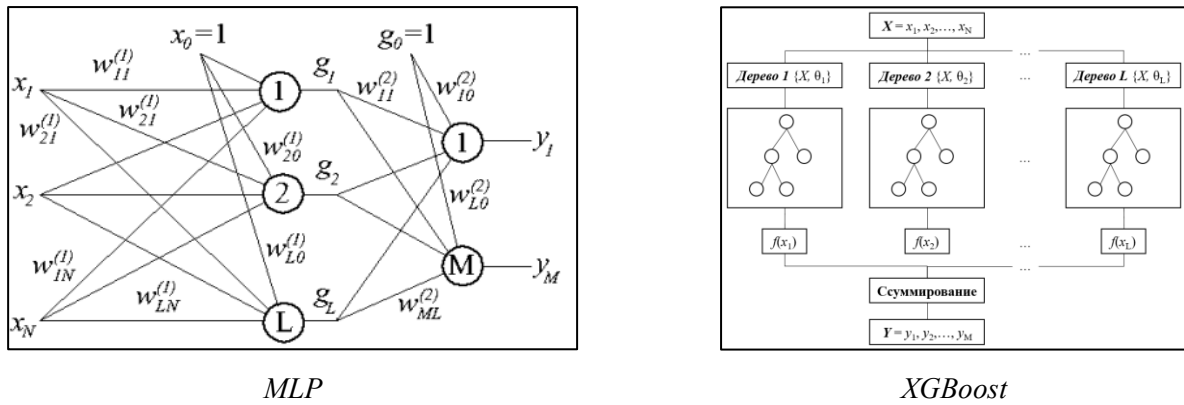 x₀=1
g₀=1
w₁₁⁽¹⁾
g₁
w₁₁⁽²⁾
w₁₀⁽²⁾
x₁
1
w₂₁⁽¹⁾
w₂₁⁽¹⁾
1
y₁
w₂₀⁽¹⁾
x₂
2
g₂
w_L0⁽²⁾
w_L0⁽¹⁾
w_1N⁽¹⁾
M
y_M
w_LN⁽¹⁾
g_L
w_ML⁽²⁾
x_N
L
MLP
X = x₁, x₂,…, x_N
...
Дерево 1 {X, θ₁}
Дерево 2 {X, θ₂}
...
Дерево L {X, θ_L}
...
f(x₁)
f(x₂)
...
f(x_L)
...
Ссуммирование
Y = y₁, y₂,…, y_M
XGBoost